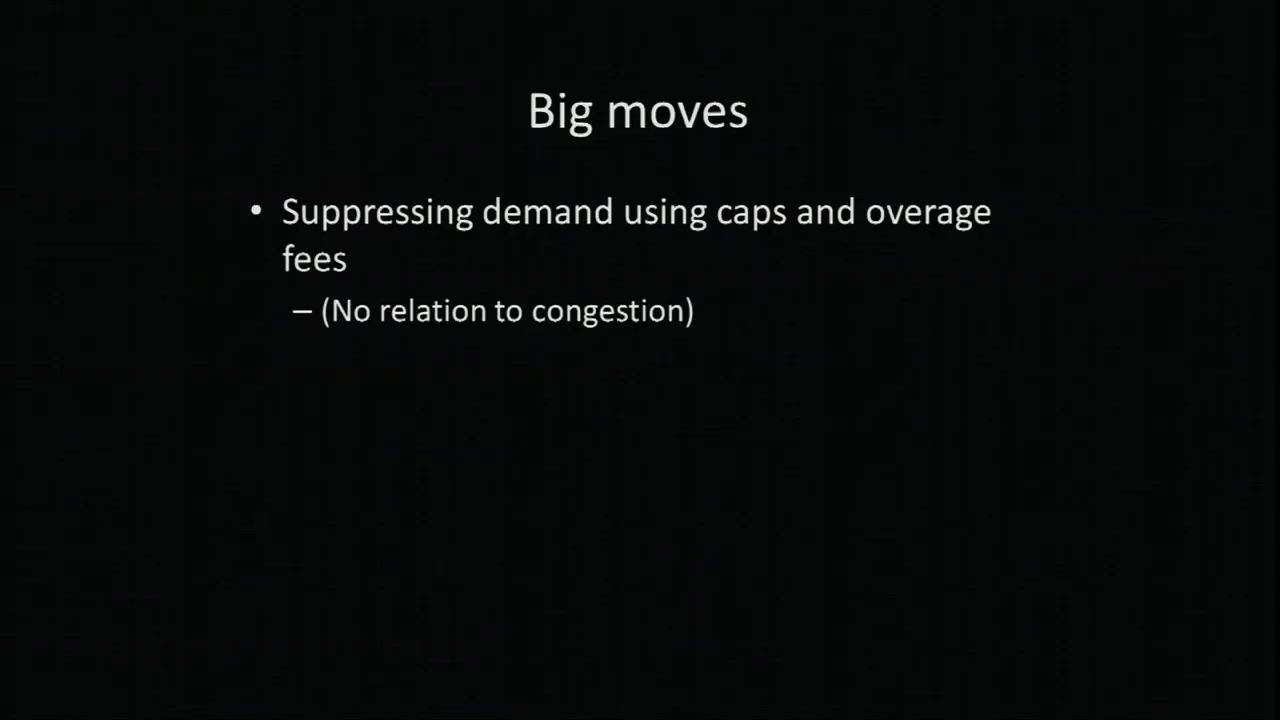 Big moves
• Suppressing demand using caps and overage
fees
– (No relation to congestion)